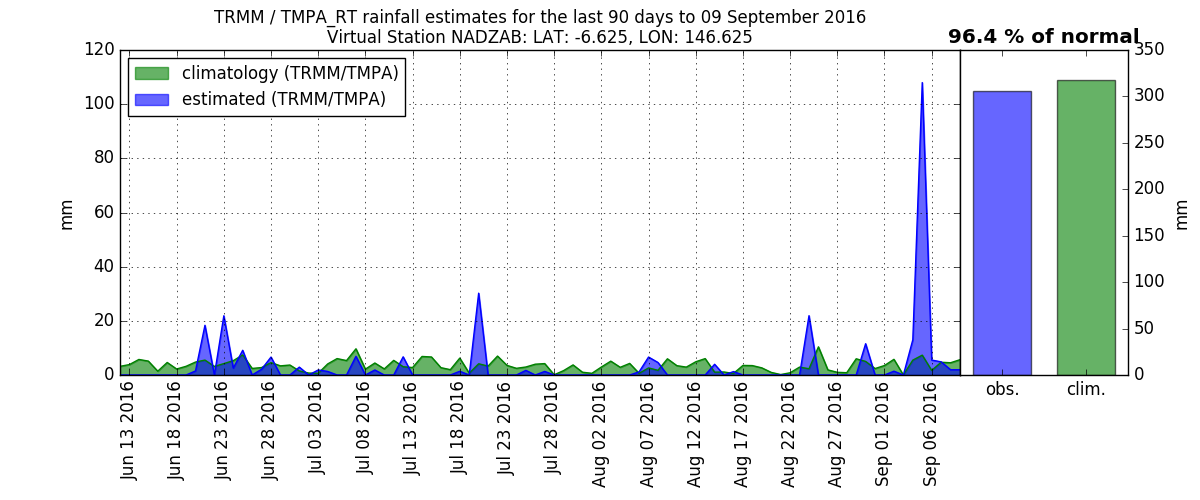 TRMM / TMPA_RT rainfall estimates for the last 90 days to 09 September 2016
Virtual Station NADZAB: LAT: -6.625, LON: 146.625
96.4 % of normal
climatology (TRMM/TMPA)
estimated (TRMM/TMPA)
120
100
80
60
40
20
0
mm
Jun 13 2016
Jun 18 2016
Jun 23 2016
Jun 28 2016
Jul 03 2016
Jul 08 2016
Jul 13 2016
Jul 18 2016
Jul 23 2016
Jul 28 2016
Aug 02 2016
Aug 07 2016
Aug 12 2016
Aug 17 2016
Aug 22 2016
Aug 27 2016
Sep 01 2016
Sep 06 2016
350
300
250
200
150
100
50
0
mm
obs.
clim.